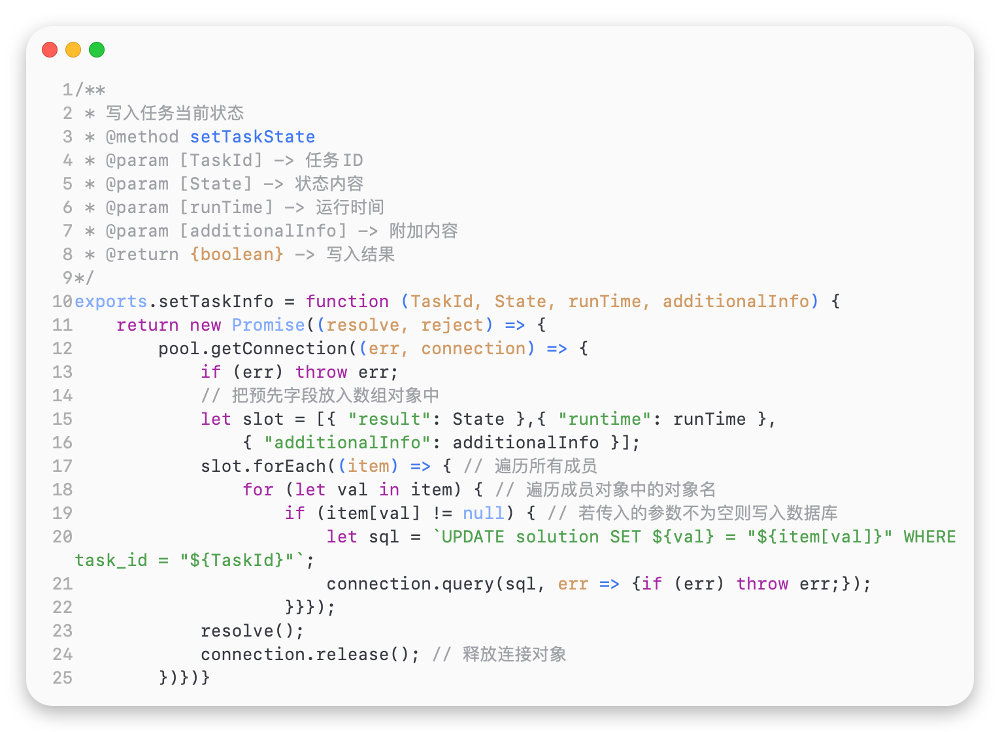 1/**
2 * 写入任务当前状态
3 * @method setTaskState
4 * @param [TaskId] -> 任务ID
5 * @param [State] -> 状态内容
6 * @param [runTime] -> 运行时间
7 * @param [additionalInfo] -> 附加内容
8 * @return {boolean} -> 写入结果
9*/
10exports.setTaskInfo = function (TaskId, State, runTime, additionalInfo) {
11    return new Promise((resolve, reject) => {
12        pool.getConnection((err, connection) => {
13            if (err) throw err;
14            // 把预先字段放入数组对象中
15            let slot = [{ "result": State },{ "runtime": runTime },
16                { "additionalInfo": additionalInfo }];
17            slot.forEach((item) => { // 遍历所有成员
18                for (let val in item) { // 遍历成员对象中的对象名
19                    if (item[val] != null) { // 若传入的参数不为空则写入数据库
20                        let sql = `UPDATE solution SET ${val} = "${item[val]}" WHERE
task_id = "${TaskId}"`;
21                        connection.query(sql, err => {if (err) throw err;});
22                    }}});
23            resolve();
24            connection.release(); // 释放连接对象
25        })})}